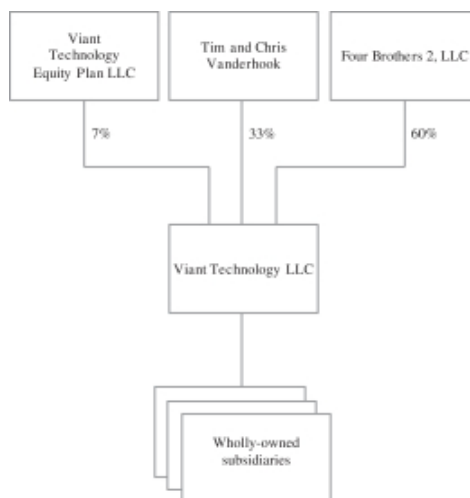 Viant
Technology
Equity Plan LLC
Tim and Chris
Vanderhook
Four Brothers 2, LLC
7%
33%
60%
Viant Technology LLC
Wholly-owned
subsidiaries